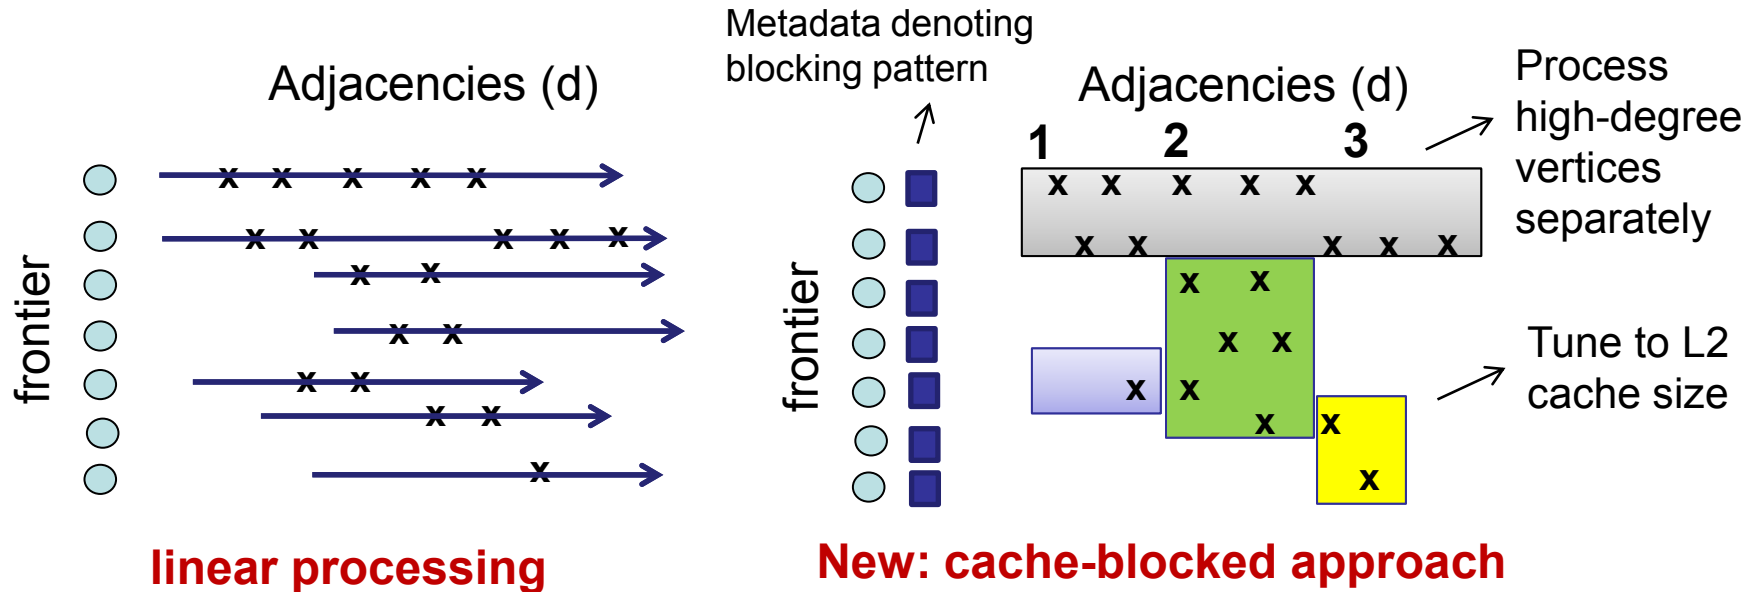 Adjacencies (d)
frontier
linear processing
Metadata denoting
blocking pattern
Adjacencies (d)
1 2 3
Process
high-degree
vertices
separately
frontier
Tune to L2
cache size
New: cache-blocked approach
x x x x x
x x x x x
x x
x x
x x
x x
x
x x x x x
x x x x x
x x
x x
x x
x x
x